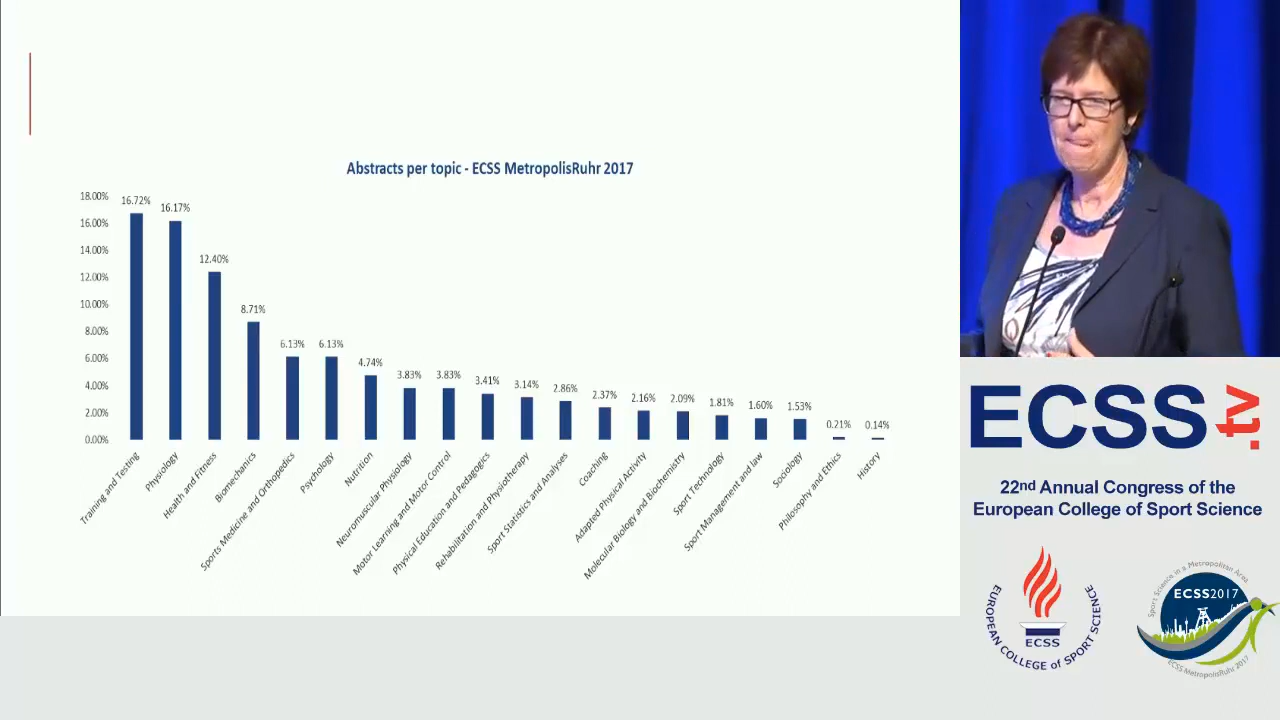 Abstracts per topic - ECSS MetropolisRuhr 2017
18.00%
16.00%
14.00%
12.00%
10.00%
8.00%
6.00%
4.00%
2.00%
0.00%
16.72%
16.17%
12.40%
8.71%
6.13%
6.13%
4.74%
3.83%
3.83%
3.41%
3.14%
2.86%
2.37%
2.16%
2.09%
1.81%
1.60%
1.53%
0.21%
0.14%
Training and Testing
Physiology
Health and Fitness
Biomechanics
Sports Medicine and Orthopedics
Psychology
Nutrition
Neuromuscular Physiology
Motor Learning and Motor Control
Physical Education and Pedagogics
Rehabilitation and Physiotherapy
Sport Statistics and Analyses
Coaching
Adapted Physical Activity
Molecular Biology and Biochemistry
Sport Technology
Sport Management and law
Sociology
Philosophy and Ethics
History
ECSS.tv
22nd Annual Congress of the
European College of Sport Science
EUROPEAN COLLEGE of SPORT SCIENCE
ECSS
Sport Science in a Metropolitan Area
ECSS2017
ECSS MetropolisRuhr 2017